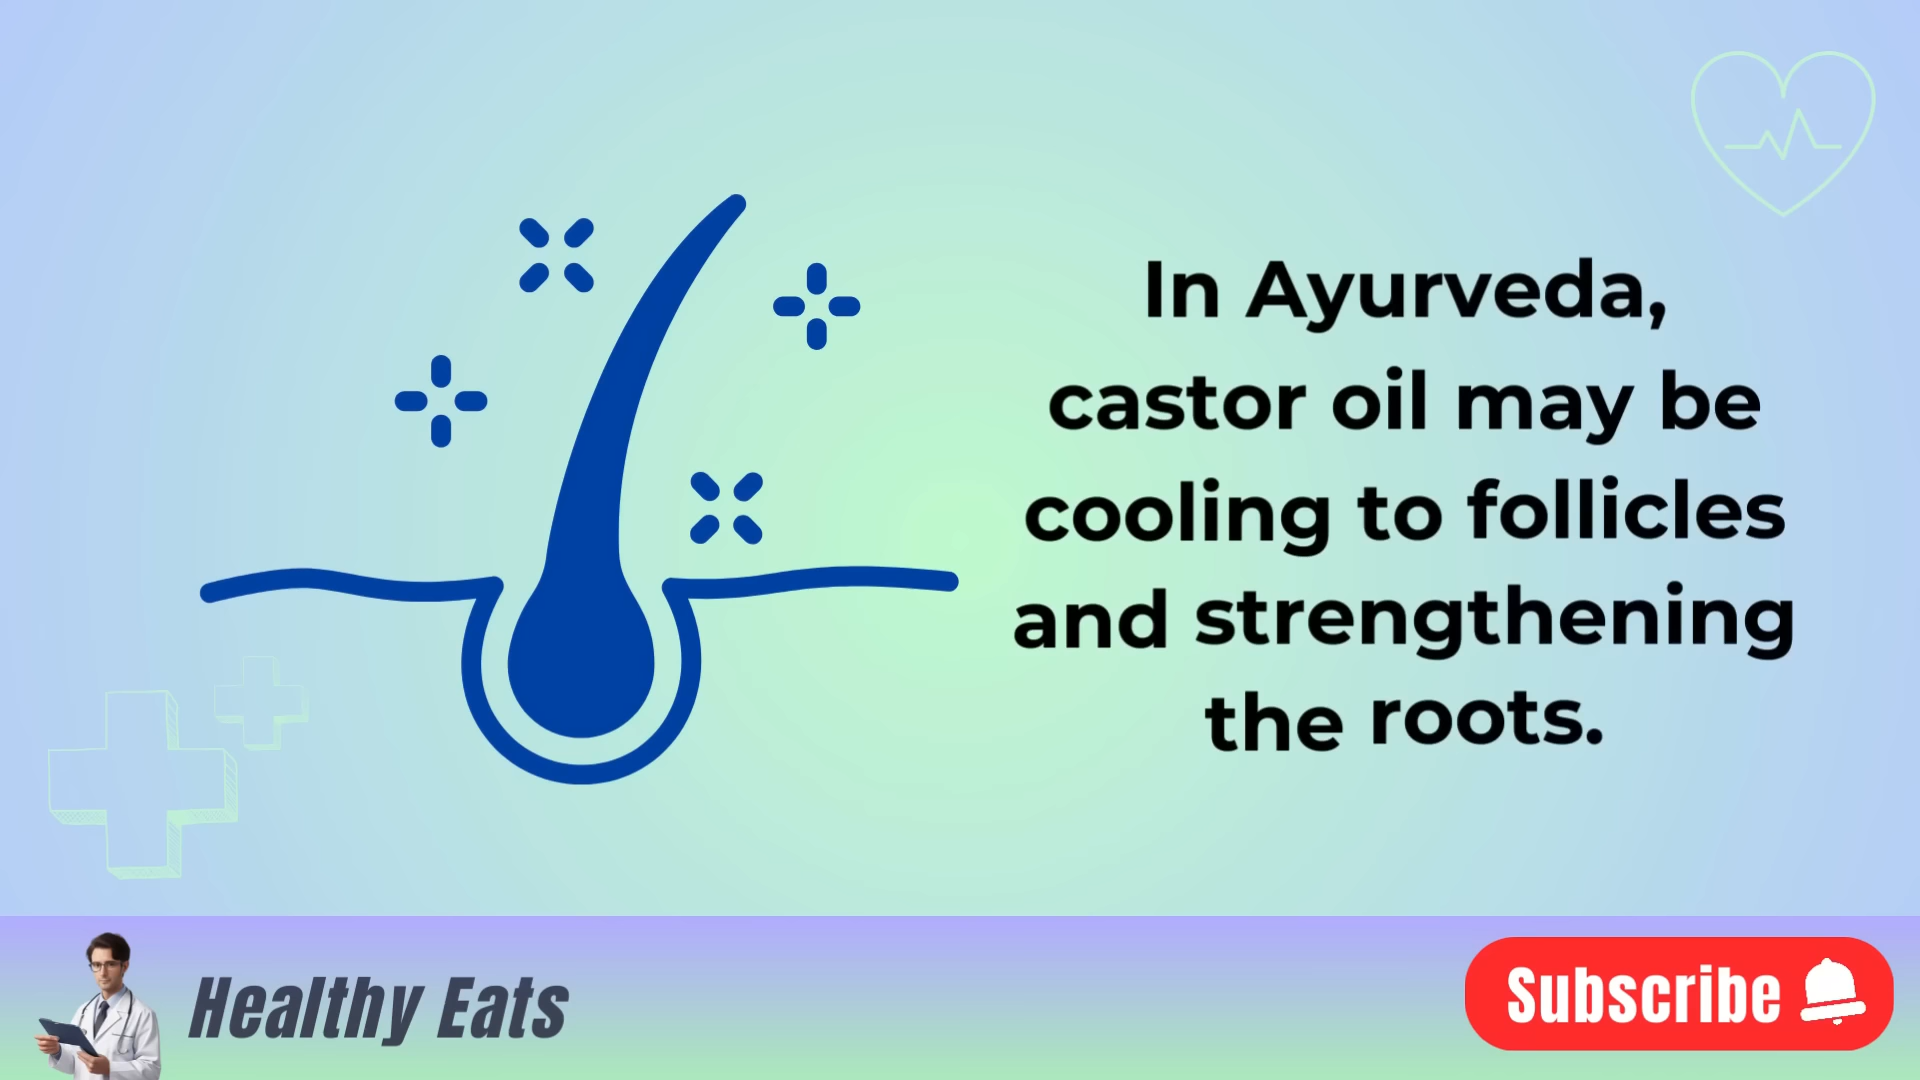 In Ayurveda,
castor oil may be
cooling to follicles
and strengthening
the roots.
Healthy Eats
Subscribe